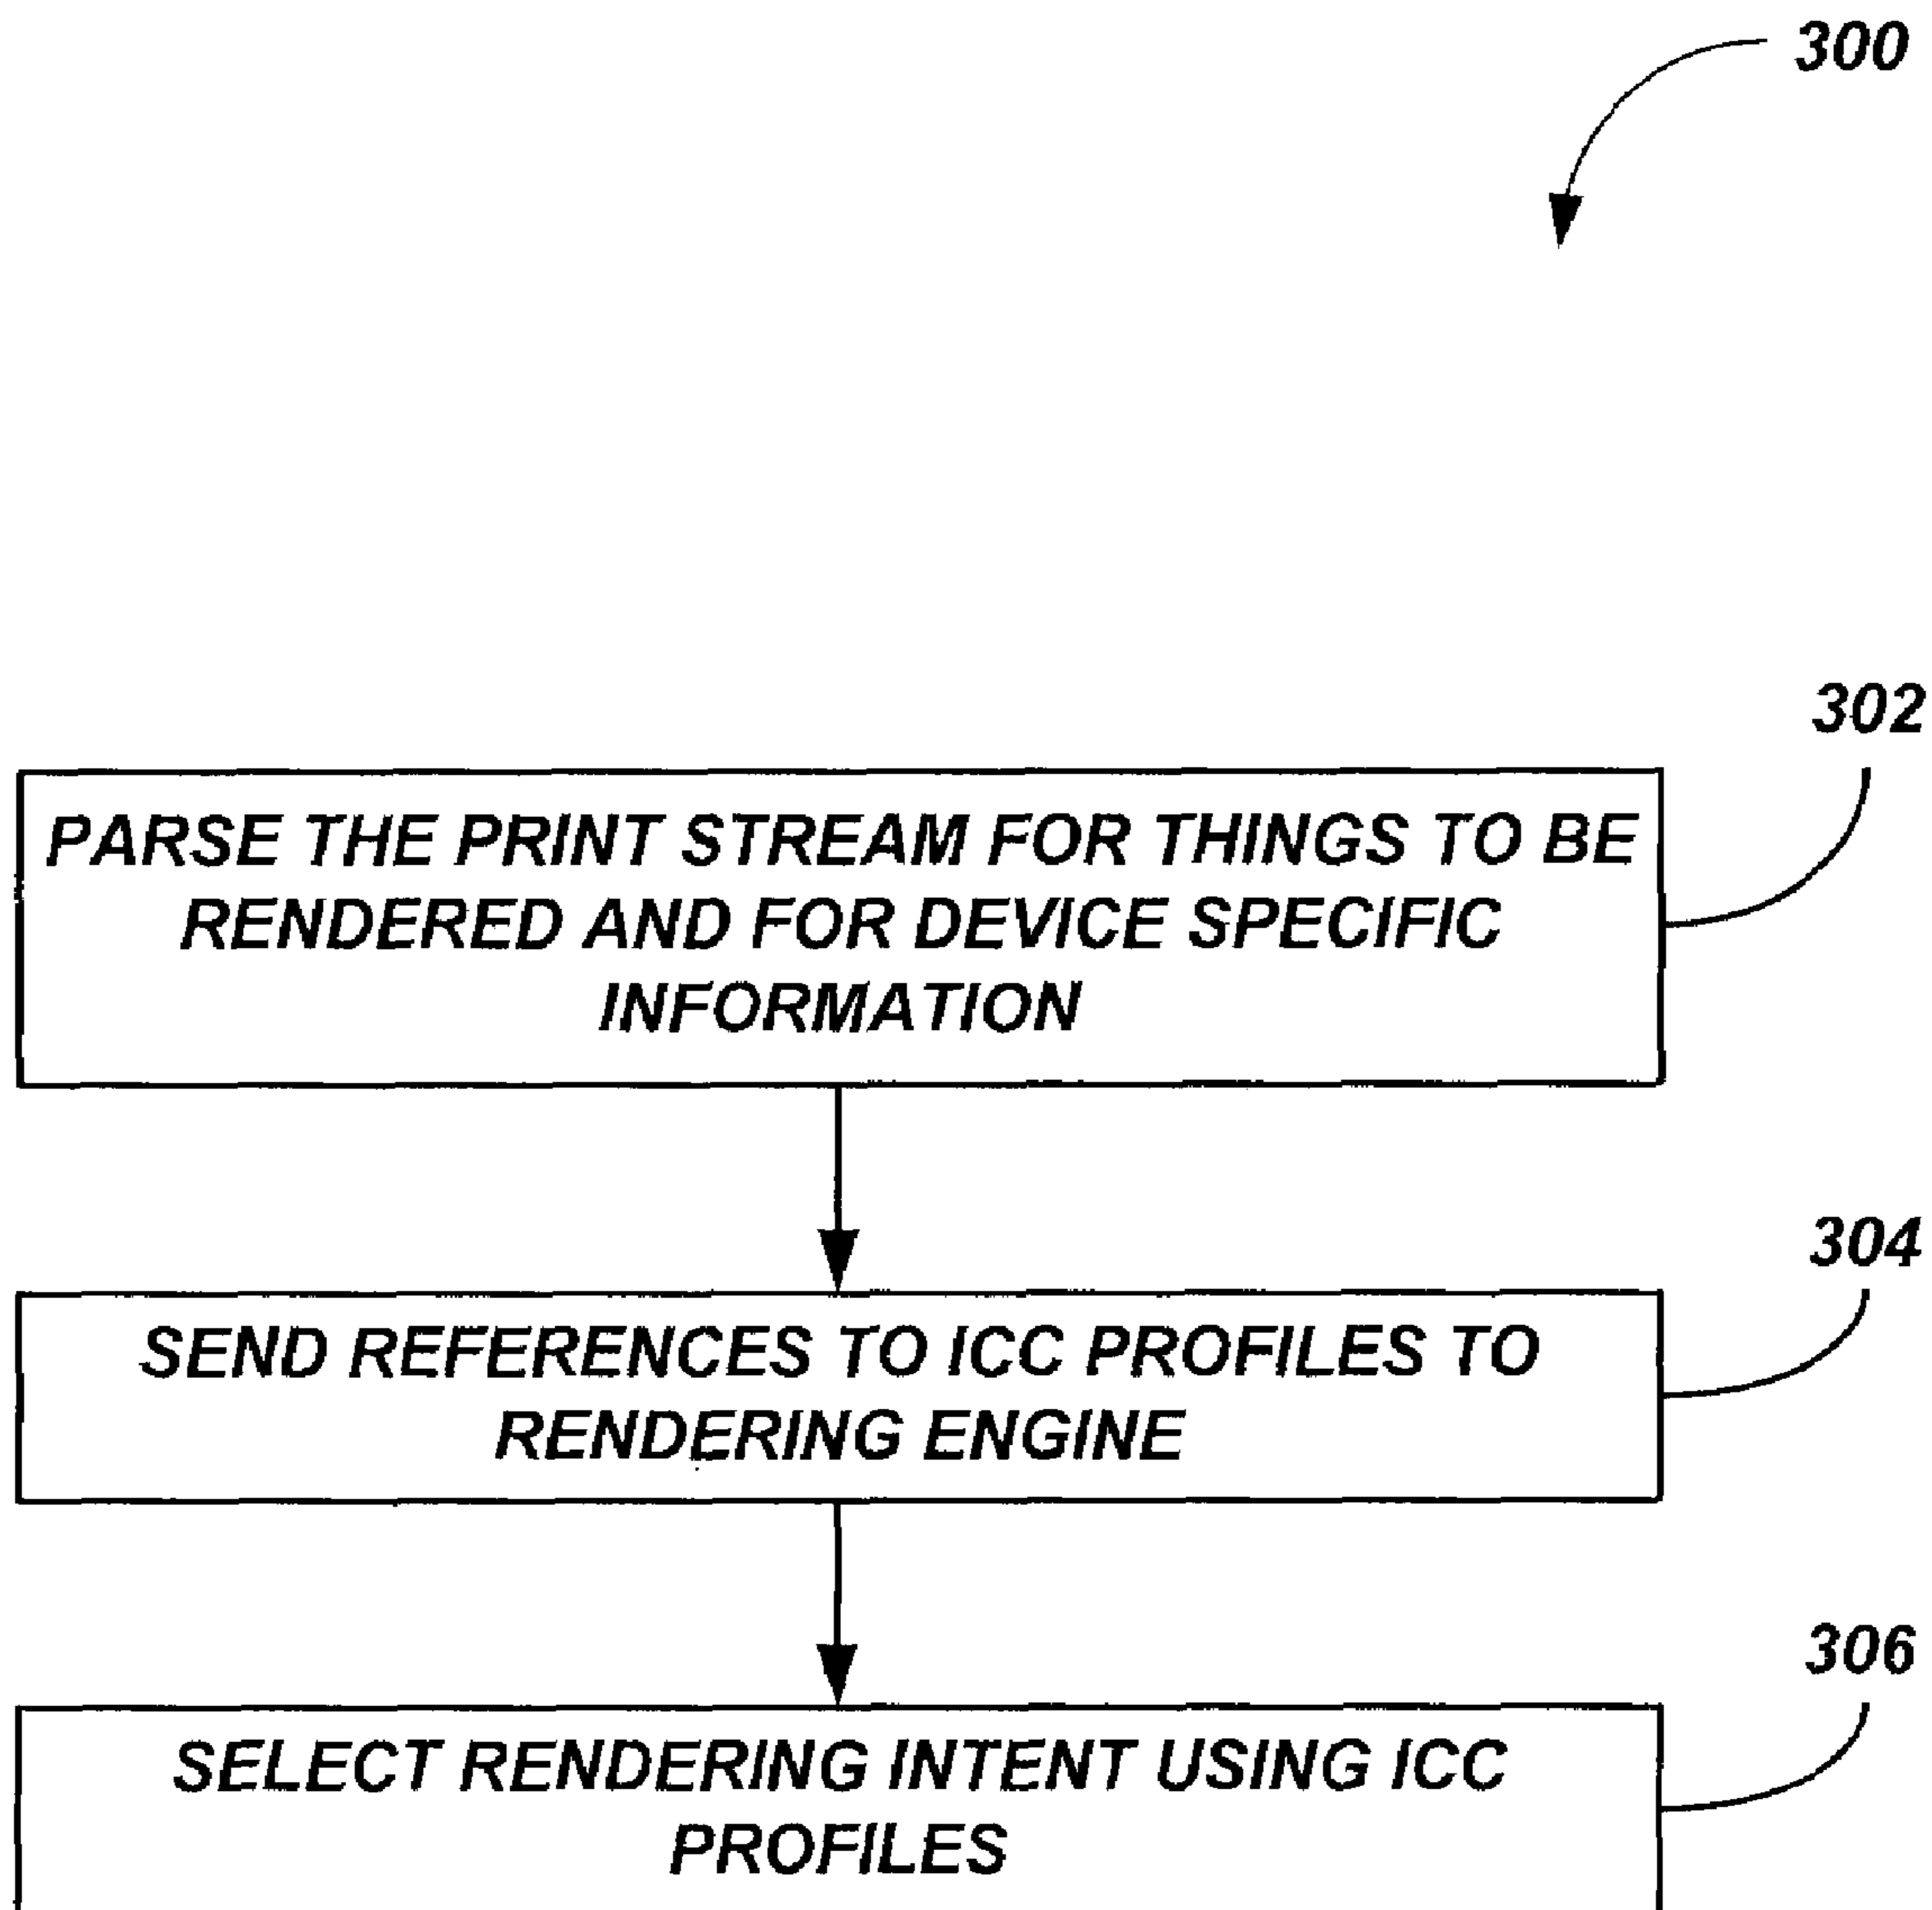 300
302
PARSE THE PRINT STREAM FOR THINGS TO BE
RENDERED AND FOR DEVICE SPECIFIC
INFORMATION
304
SEND REFERENCES TO ICC PROFILES TO
RENDERING ENGINE
306
SELECT RENDERING INTENT USING ICC
PROFILES